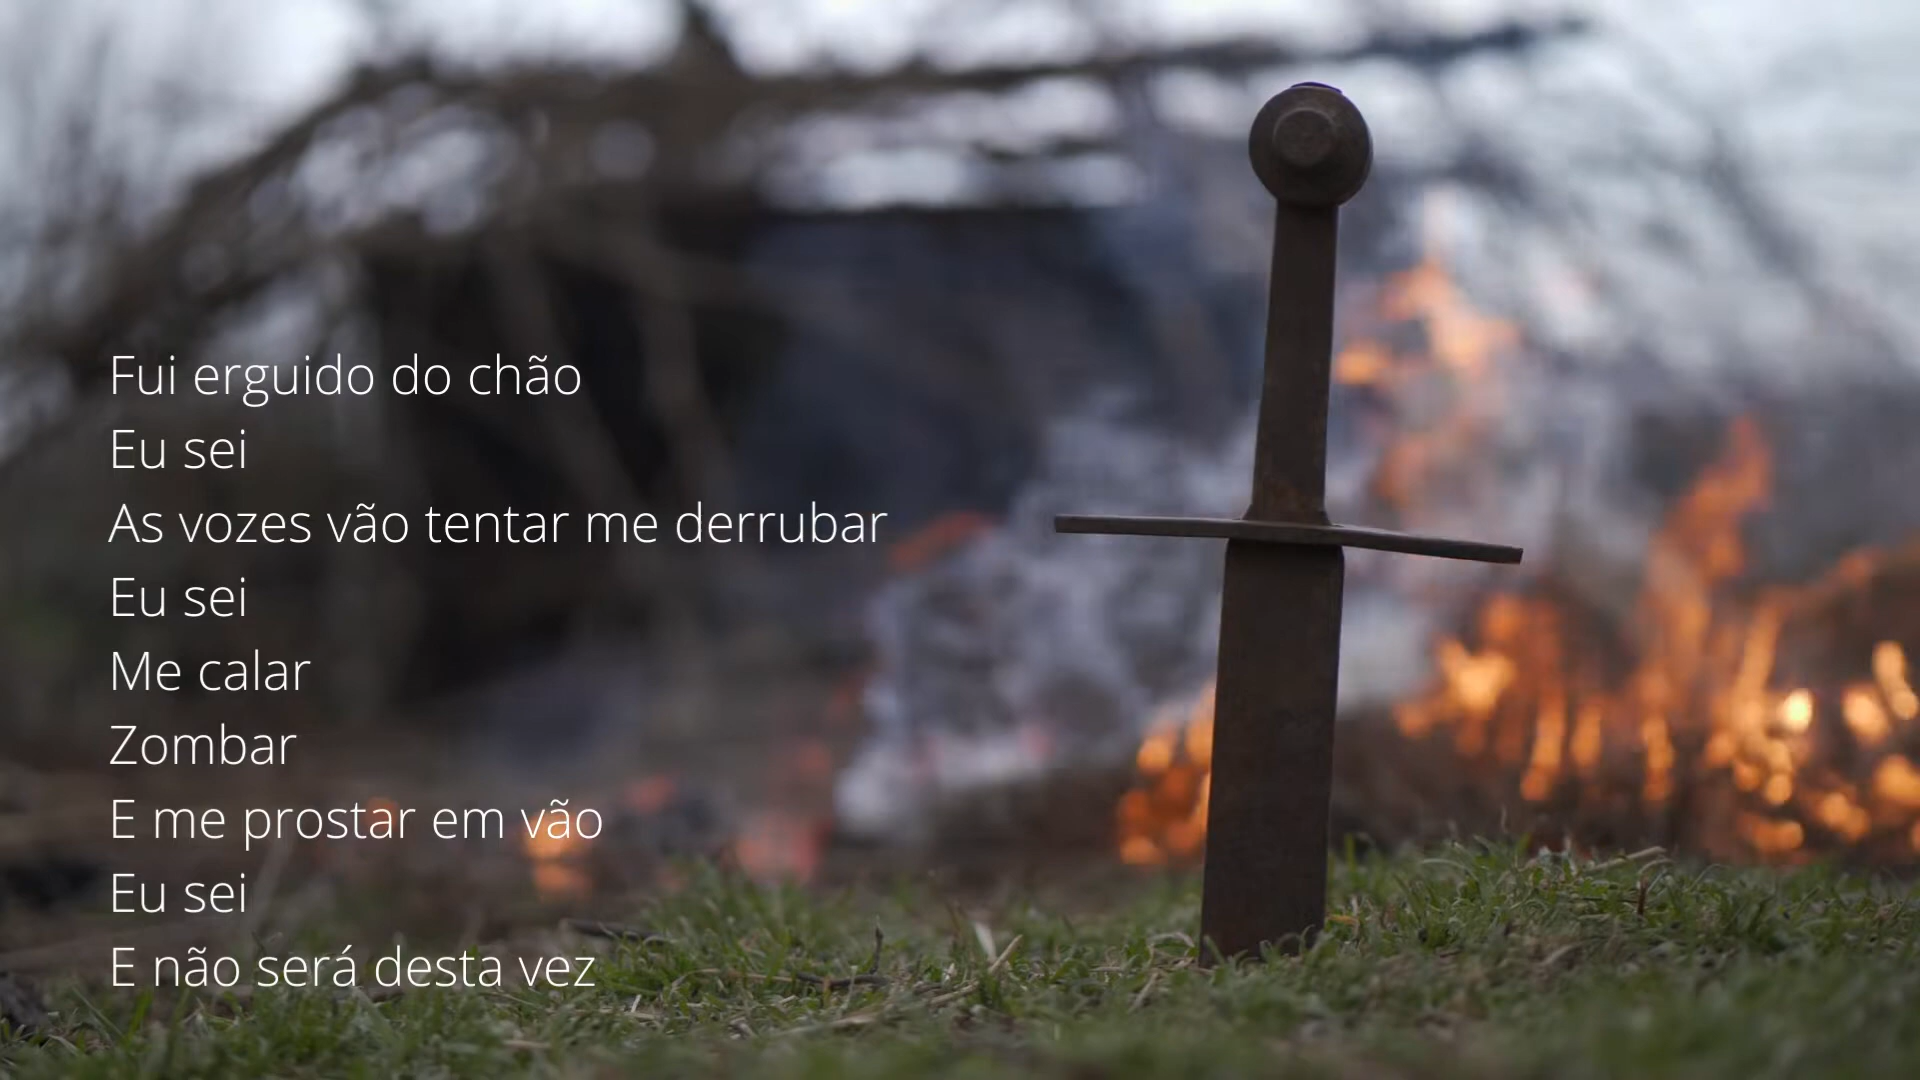 Fui erguido do chão
Eu sei
As vozes vão tentar me derrubar
Eu sei
Me calar
Zombar
E me prostar em vão
Eu sei
E não será desta vez